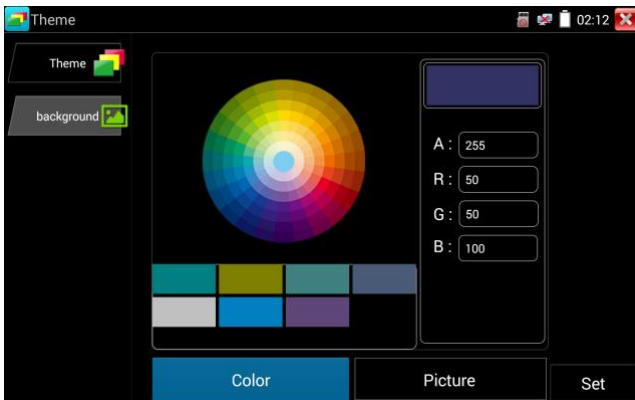 Theme
02:12
Theme
background
A : 255
R : 50
G : 50
B : 100
Color
Picture
Set